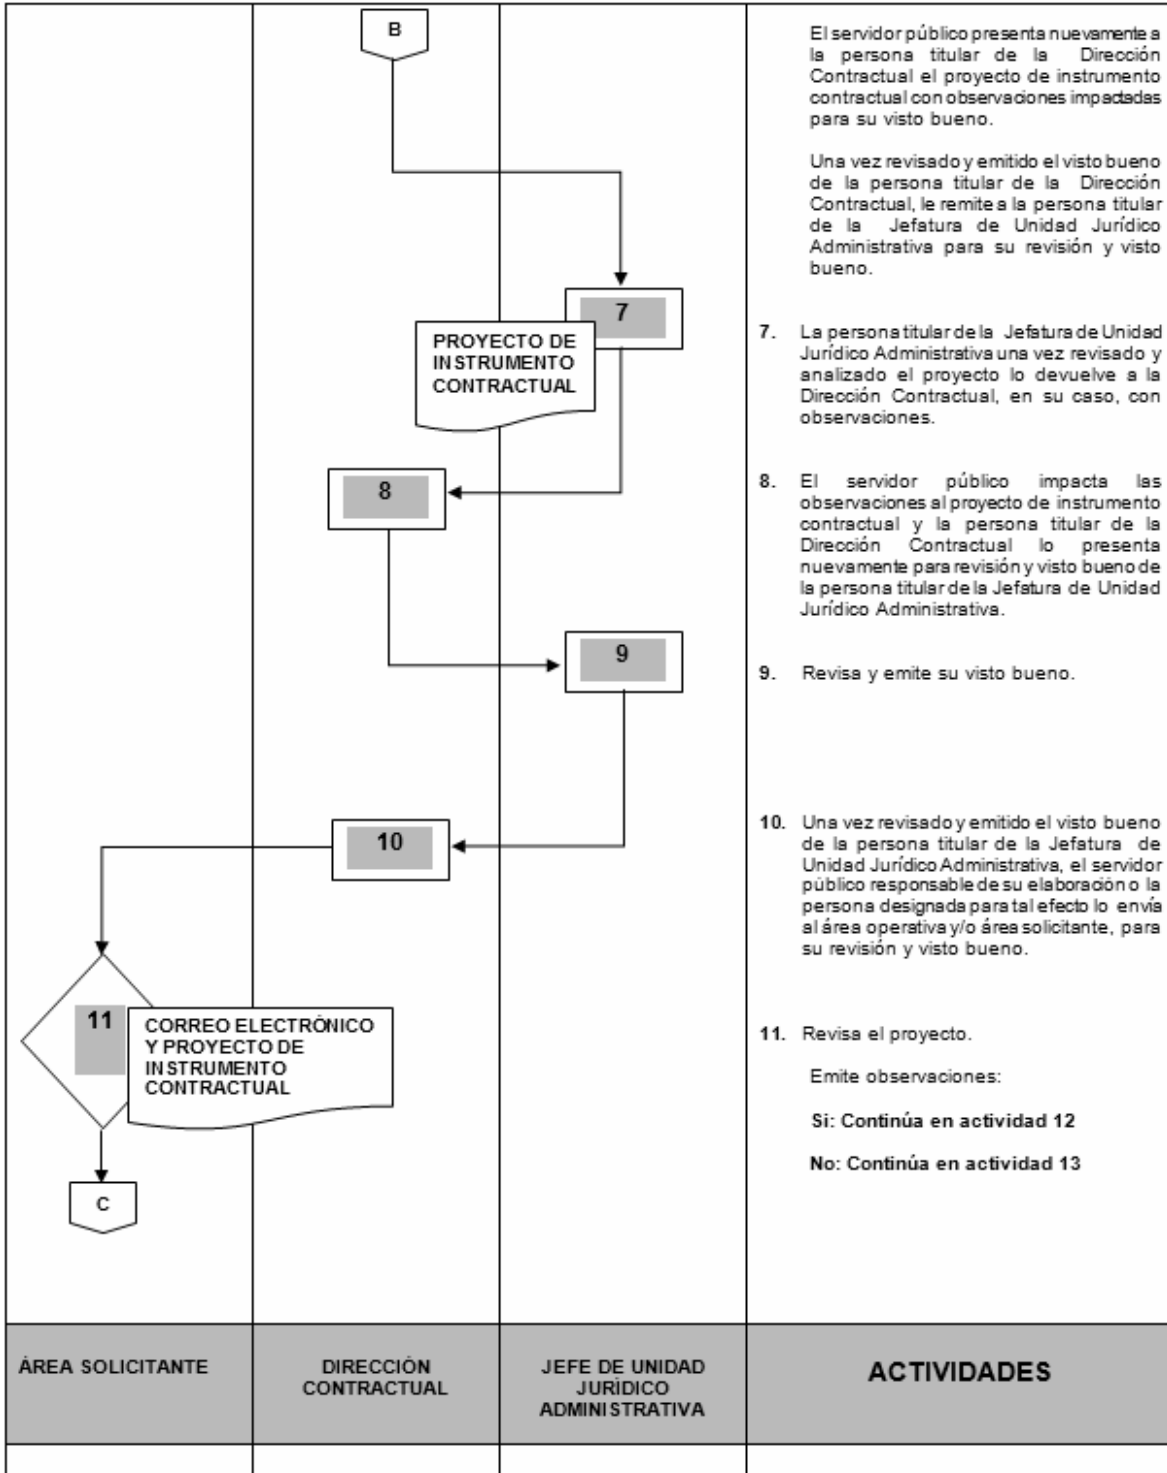 B
El servidor público presenta nuevamente a
la persona titular de la Dirección
Contractual el proyecto de instrumento
contractual con observaciones impactadas
para su visto bueno.
Una vez revisado y emitido el visto bueno
de la persona titular de la Dirección
Contractual, le remite a la persona titular
de la Jefatura de Unidad Jurídico
Administrativa para su revisión y visto
bueno.
7
PROYECTO DE
INSTRUMENTO
CONTRACTUAL
7. La persona titular de la Jefatura de Unidad
Jurídico Administrativa una vez revisado y
analizado el proyecto lo devuelve a la
Dirección Contractual, en su caso, con
observaciones.
8
8. El servidor público impacta las
observaciones al proyecto de instrumento
contractual y la persona titular de la
Dirección Contractual lo presenta
nuevamente para revisión y visto bueno de
la persona titular de la Jefatura de Unidad
Jurídico Administrativa.
9
9. Revisa y emite su visto bueno.
10
10. Una vez revisado y emitido el visto bueno
de la persona titular de la Jefatura de
Unidad Jurídico Administrativa, el servidor
público responsable de su elaboración o la
persona designada para tal efecto lo envía
al área operativa y/o área solicitante, para
su revisión y visto bueno.
11
CORREO ELECTRÓNICO
Y PROYECTO DE
INSTRUMENTO
CONTRACTUAL
11. Revisa el proyecto.
Emite observaciones:
Si: Continúa en actividad 12
No: Continúa en actividad 13
C
ÁREA SOLICITANTE
DIRECCIÓN
CONTRACTUAL
JEFE DE UNIDAD
JURÍDICO
ADMINISTRATIVA
ACTIVIDADES